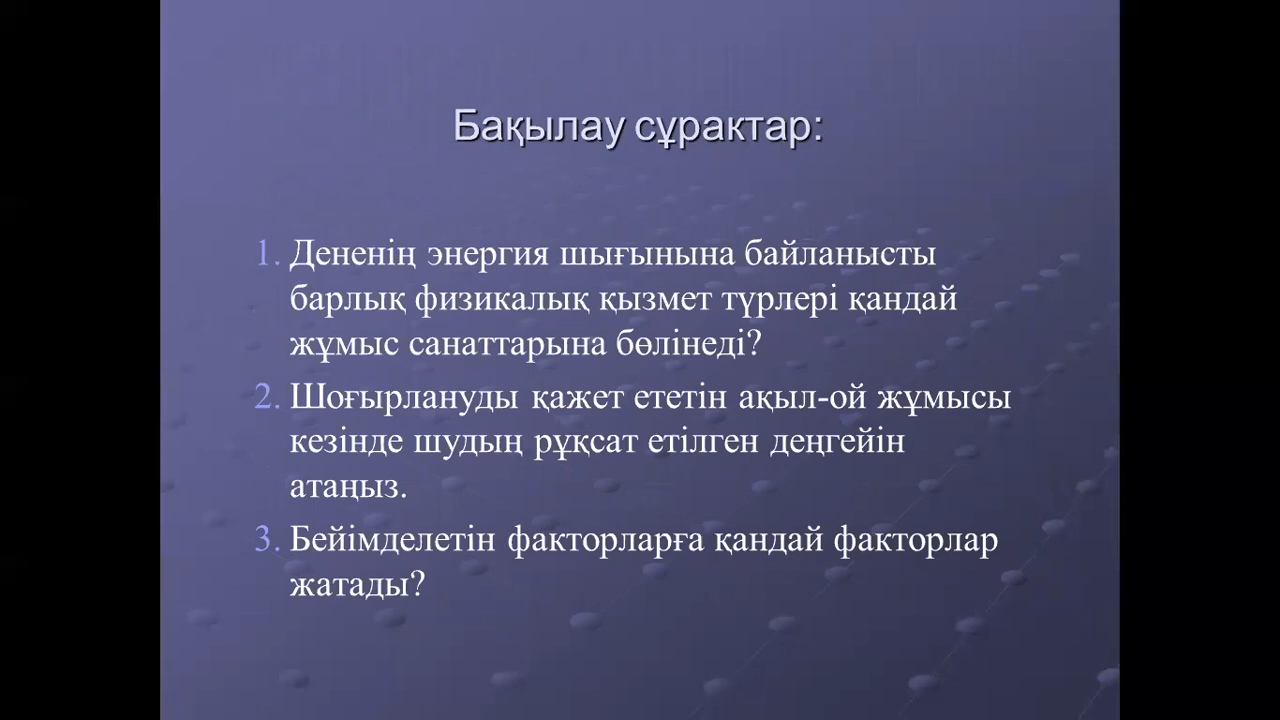 Бақылау сұрактар:
1. Дененің энергия шығынына байланысты
барлық физикалық қызмет түрлері қандай
жұмыс санаттарына бөлінеді?
2. Шоғырлануды қажет ететін ақыл-ой жұмысы
кезінде шудың рұқсат етілген деңгейін
атаңыз.
3. Бейімделетін факторларға қандай факторлар
жатады?